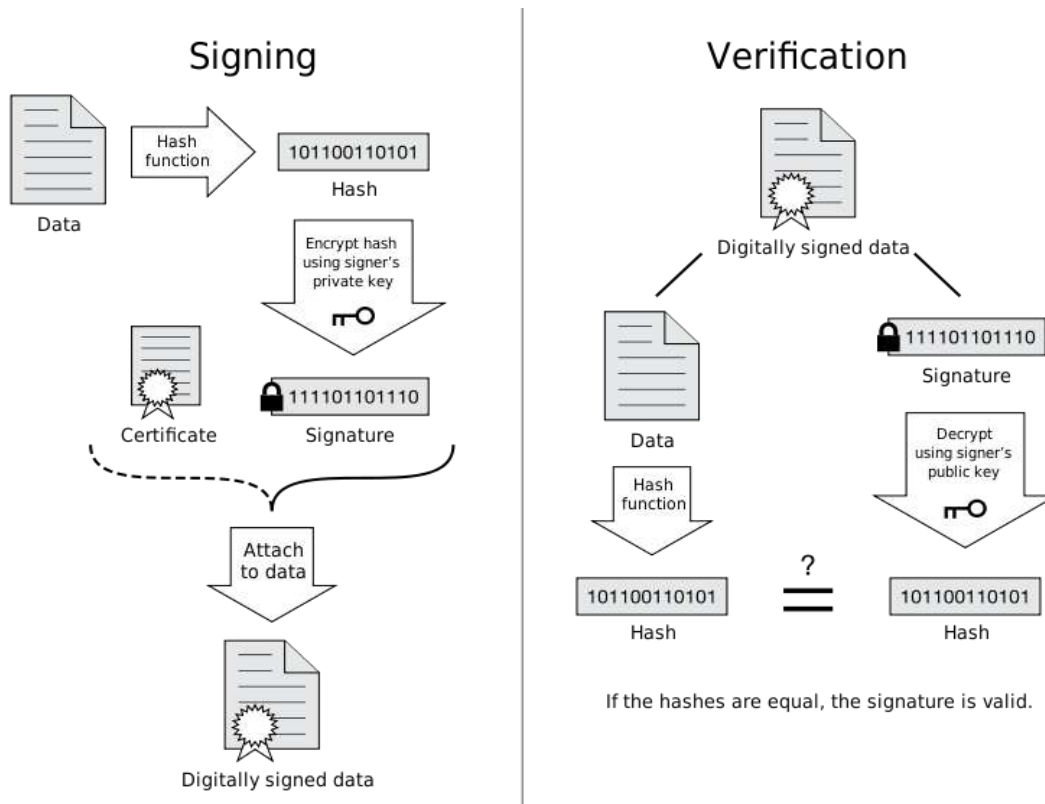 Signing
Data
Hash
function
101100110101
Hash
Encrypt hash
using signer's
private key
Certificate
111101101110
Signature
Attach
to data
Digitally signed data
Verification
Digitally signed data
Data
Hash
function
101100110101
Hash
111101101110
Signature
Decrypt
using signer's
public key
?
101100110101
Hash
If the hashes are equal, the signature is valid.